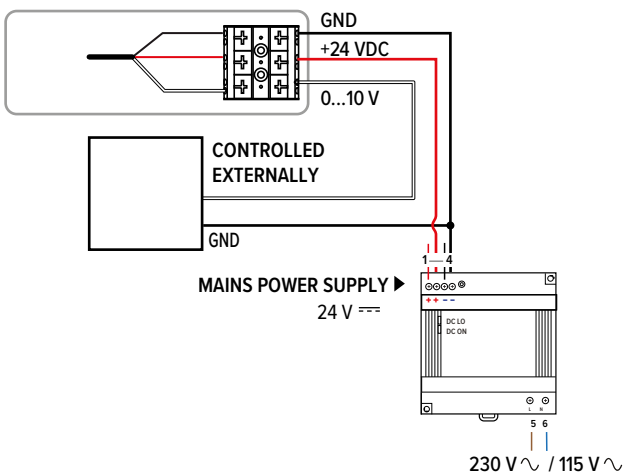 GND
+24 VDC
0...10 V
CONTROLLED
EXTERNALLY
GND
1 — 4
MAINS POWER SUPPLY ▶
24 V ⎓
+ + − −
DC LO
DC ON
L N
5 6
230 V ∿ / 115 V ∿